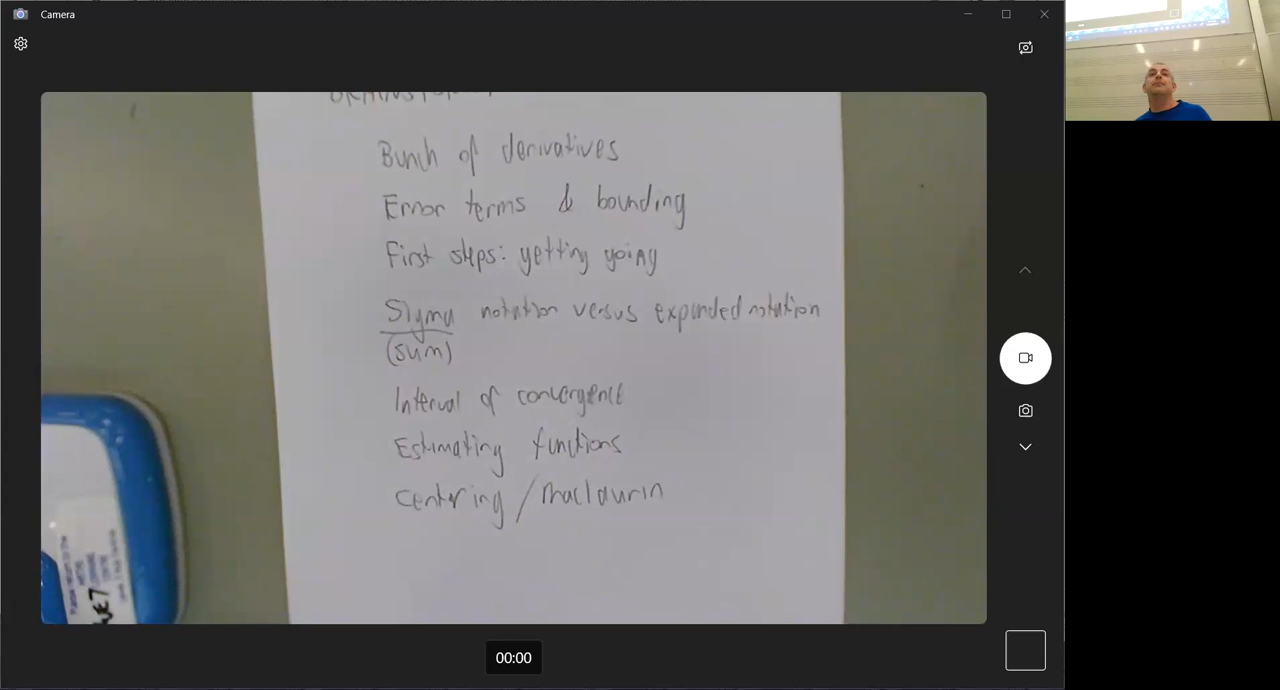 Camera
BRAINSTORM
Bunch of derivatives
Error terms & bounding
First steps: getting going
Sigma notation versus expanded notation
(sum)
Interval of convergence
Estimating functions
Centering / Maclaurin
00:00